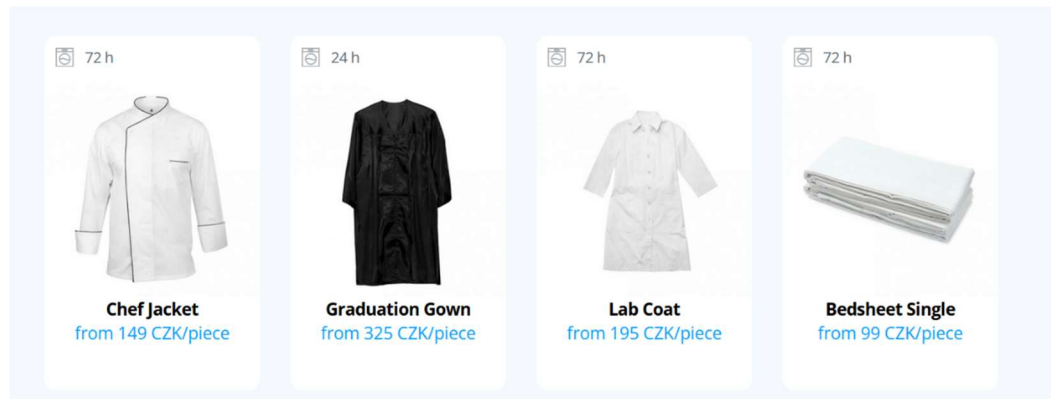 72 h
24 h
72 h
72 h
Chef Jacket
from 149 CZK/piece
Graduation Gown
from 325 CZK/piece
Lab Coat
from 195 CZK/piece
Bedsheet Single
from 99 CZK/piece